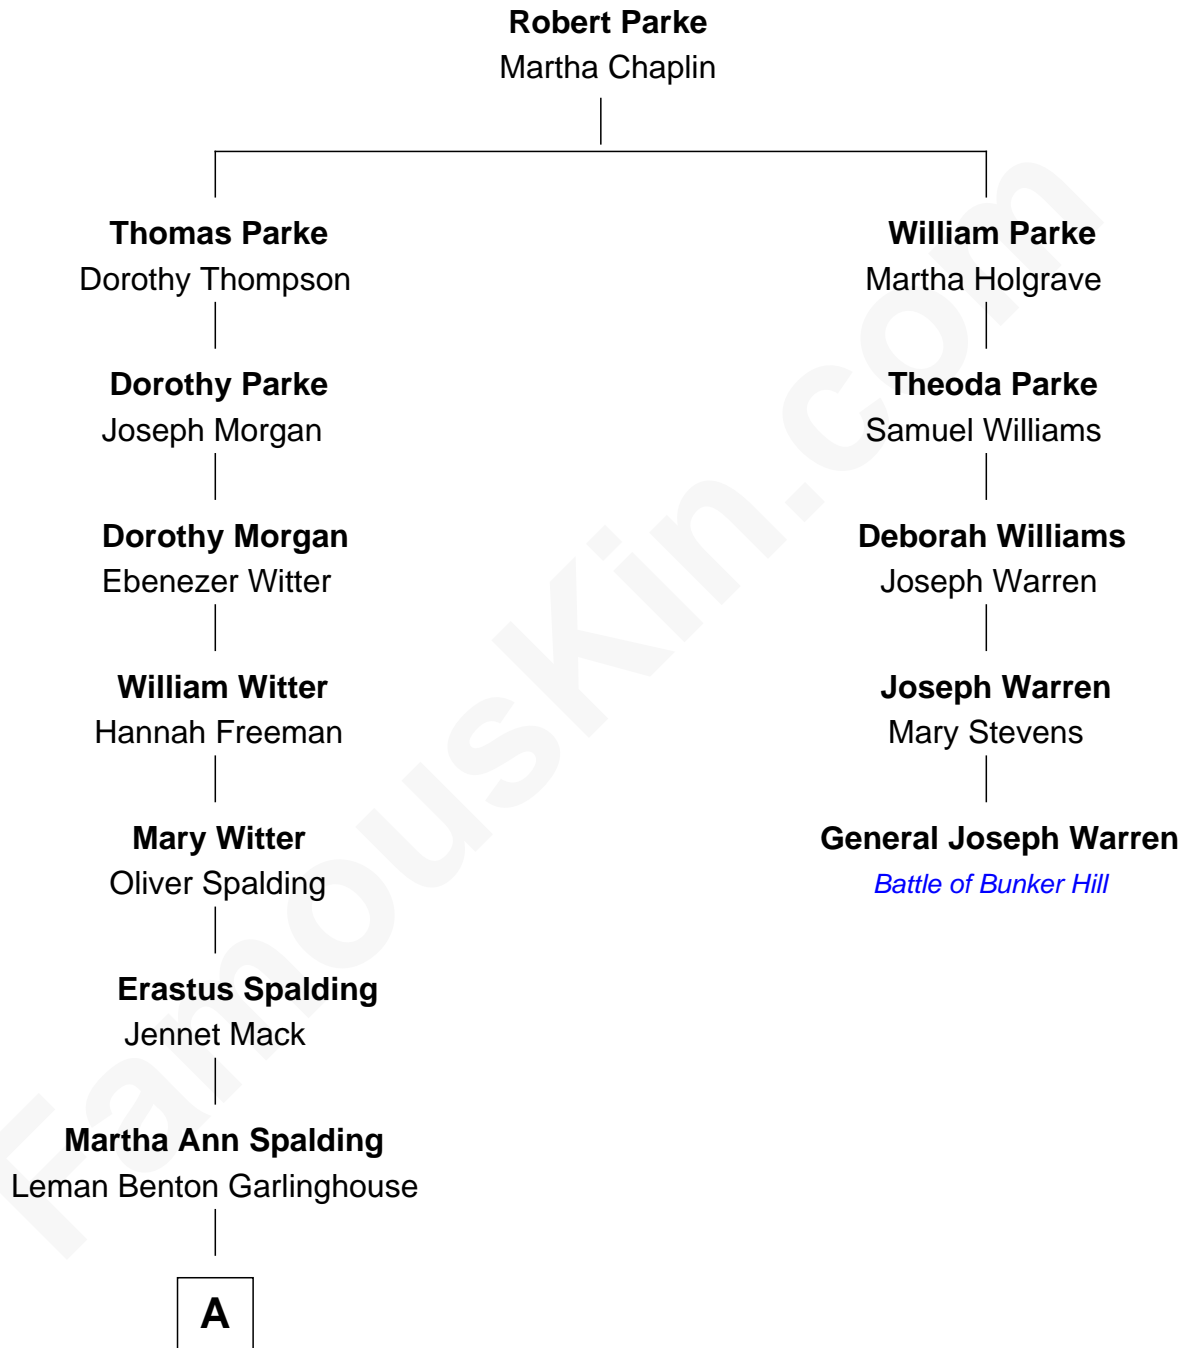 Robert Parke
Martha Chaplin
Thomas Parke
Dorothy Thompson
William Parke
Martha Holgrave
Dorothy Parke
Joseph Morgan
Theoda Parke
Samuel Williams
Dorothy Morgan
Ebenezer Witter
Deborah Williams
Joseph Warren
William Witter
Hannah Freeman
Joseph Warren
Mary Stevens
Mary Witter
Oliver Spalding
General Joseph Warren
Battle of Bunker Hill
Erastus Spalding
Jennet Mack
Martha Ann Spalding
Leman Benton Garlinghouse
A
FamousKin.com